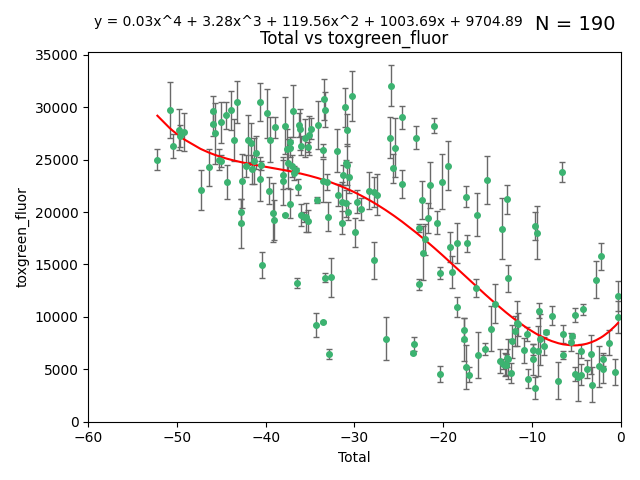 y = 0.03x^4 + 3.28x^3 + 119.56x^2 + 1003.69x + 9704.89 N = 190
Total vs toxgreen_fluor
35000
30000
25000
20000
15000
10000
5000
0
toxgreen_fluor
−60 −50 −40 −30 −20 −10 0
Total